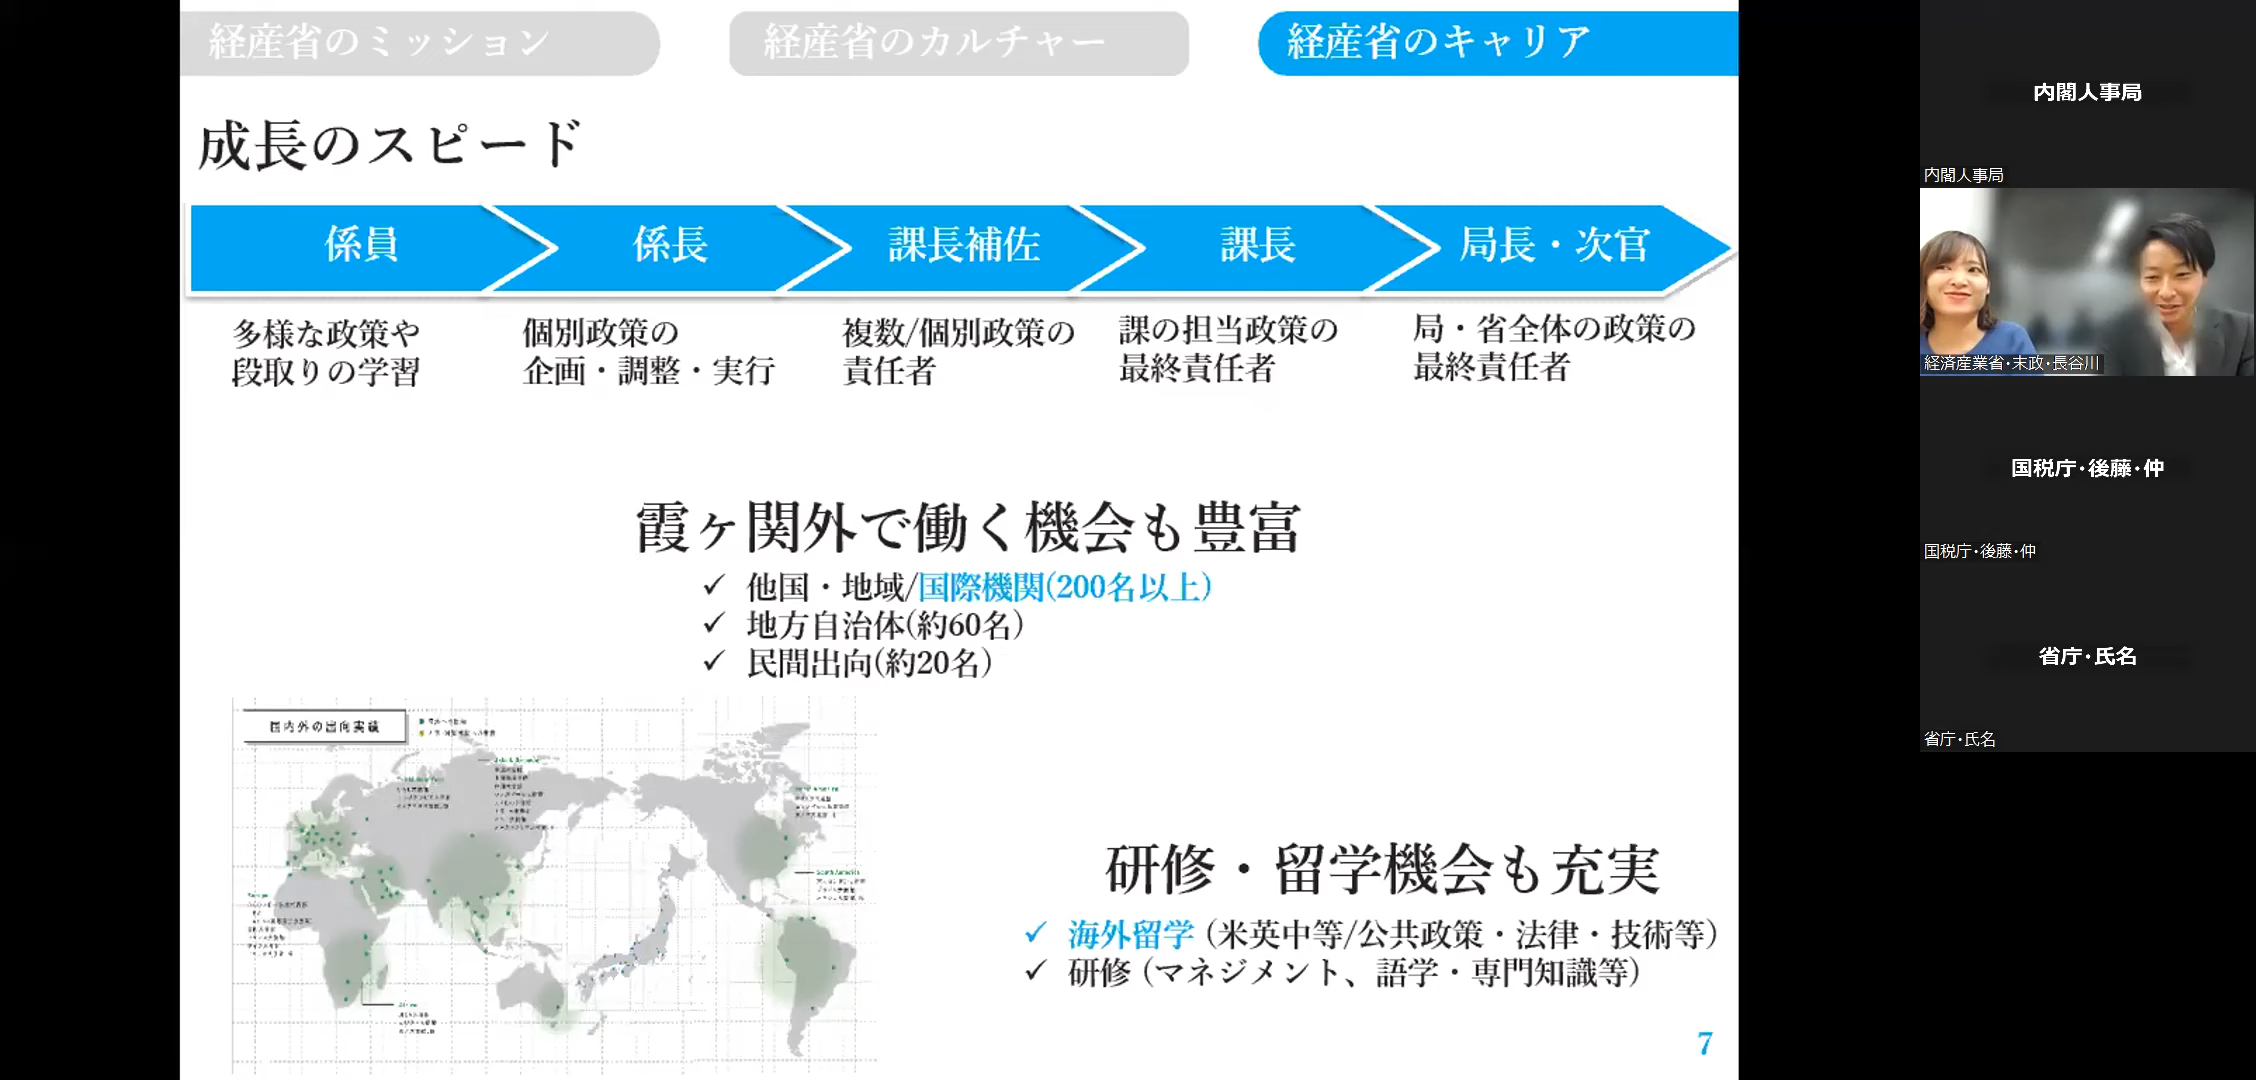 経産省のミッション
経産省のカルチャー
経産省のキャリア
成長のスピード
係員
係長
課長補佐
課長
局長・次官
多様な政策や
段取りの学習
個別政策の
企画・調整・実行
複数/個別政策の
責任者
課の担当政策の
最終責任者
局・省全体の政策の
最終責任者
霞ヶ関外で働く機会も豊富
✓ 他国・地域/国際機関(200名以上)
✓ 地方自治体(約60名)
✓ 民間出向(約20名)
国内外の出向実績
South America
研修・留学機会も充実
✓ 海外留学 (米英中等/公共政策・法律・技術等)
✓ 研修 (マネジメント、語学・専門知識等)
7
内閣人事局
内閣人事局
経済産業省・末政・長谷川
国税庁・後藤・仲
国税庁・後藤・仲
省庁・氏名
省庁・氏名